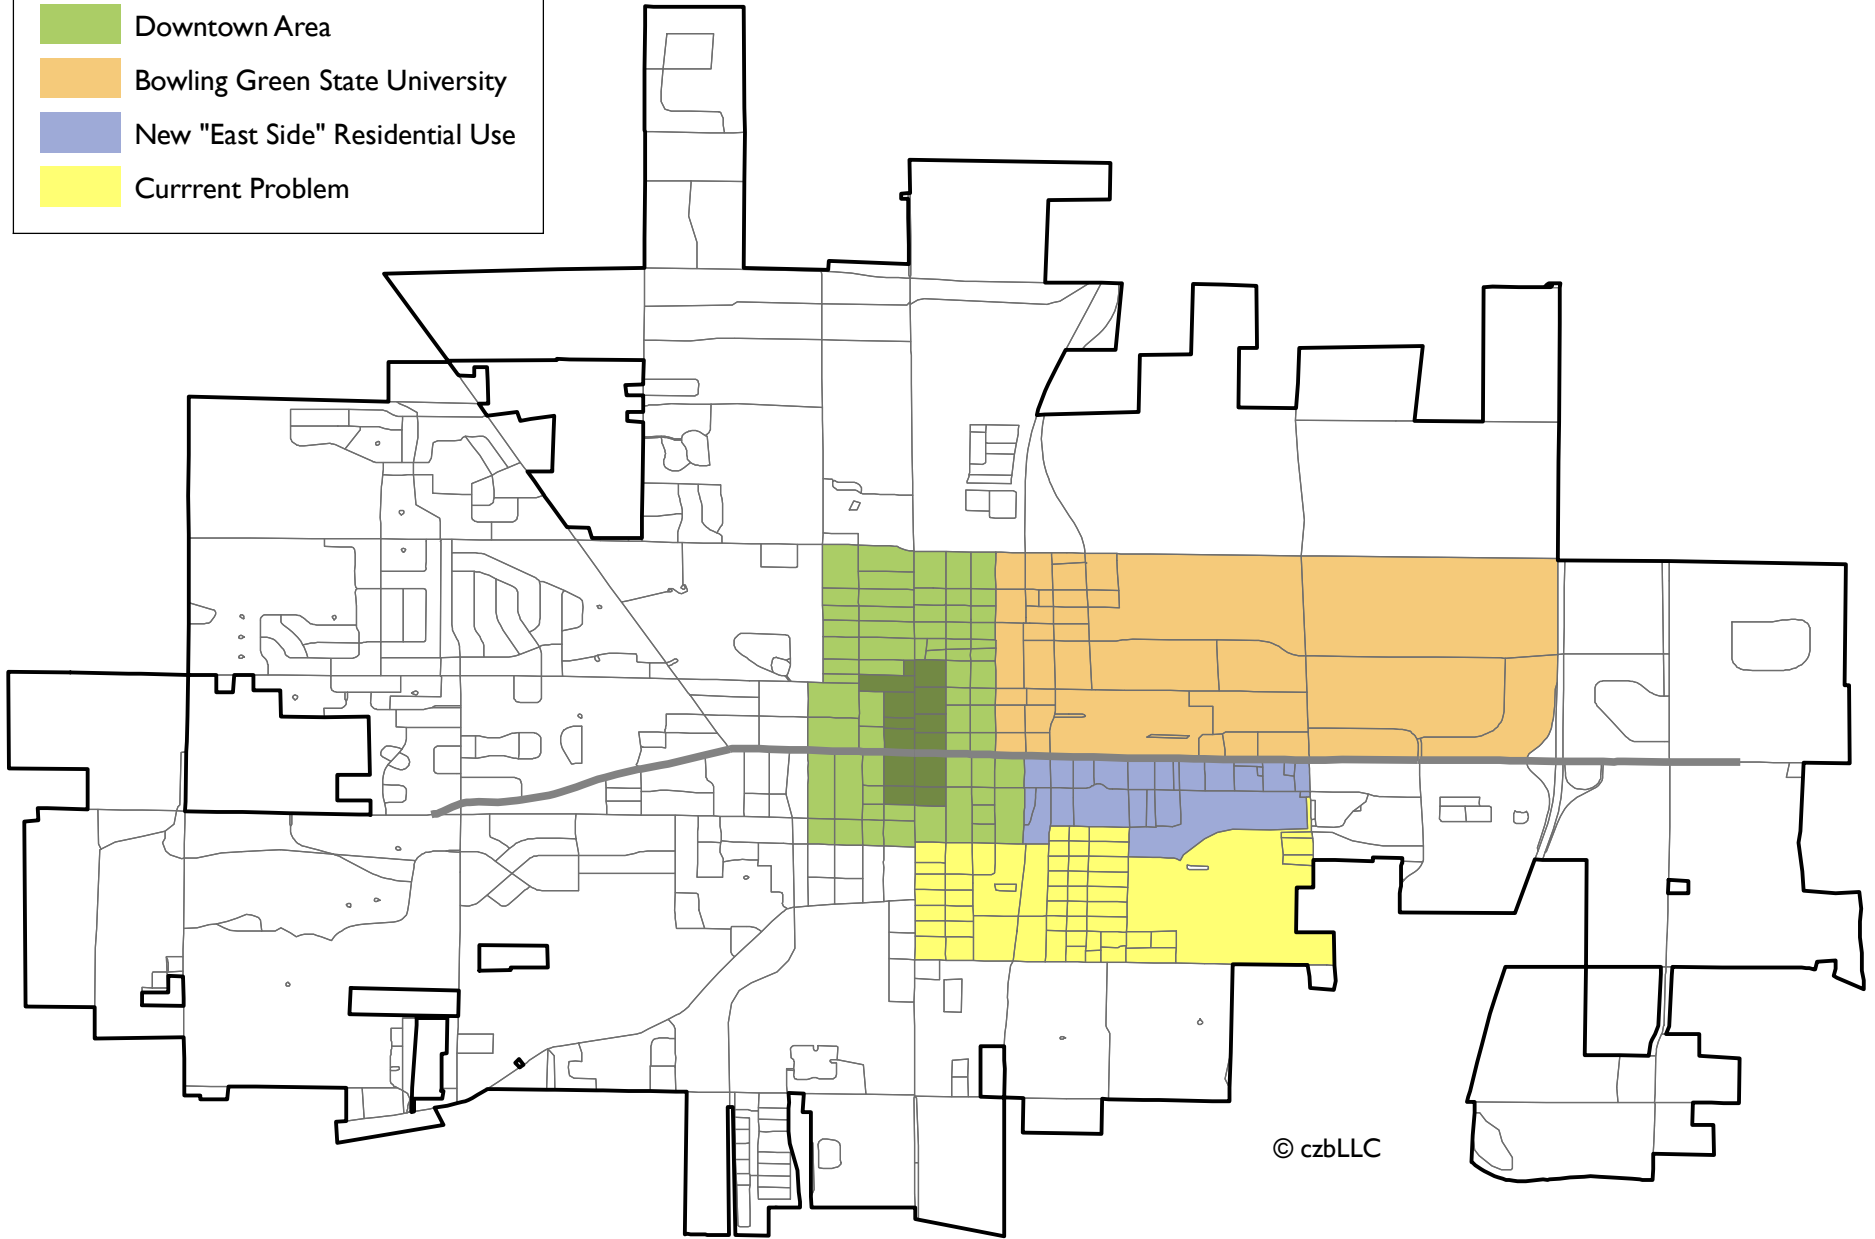 Downtown Area
Bowling Green State University
New "East Side" Residential Use
Currrent Problem
© czbLLC